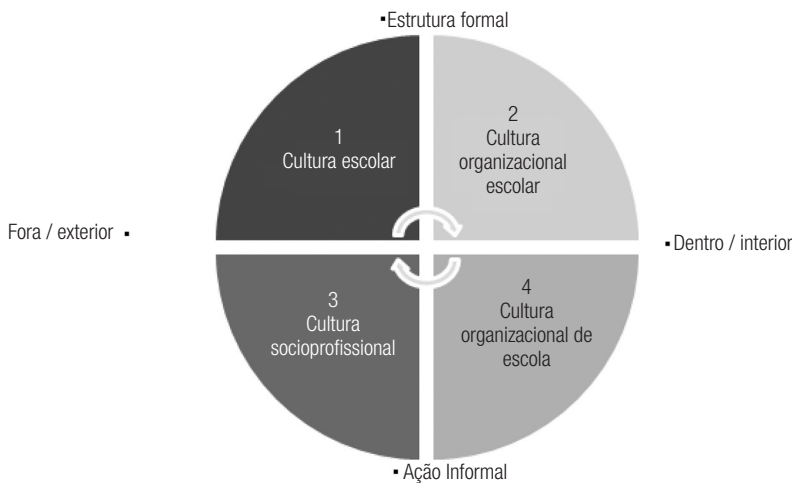 ▪Estrutura formal
1
Cultura escolar
2
Cultura
organizacional
escolar
Fora / exterior ▪
▪Dentro / interior
3
Cultura
socioprofissional
4
Cultura
organizacional de
escola
▪ Ação Informal